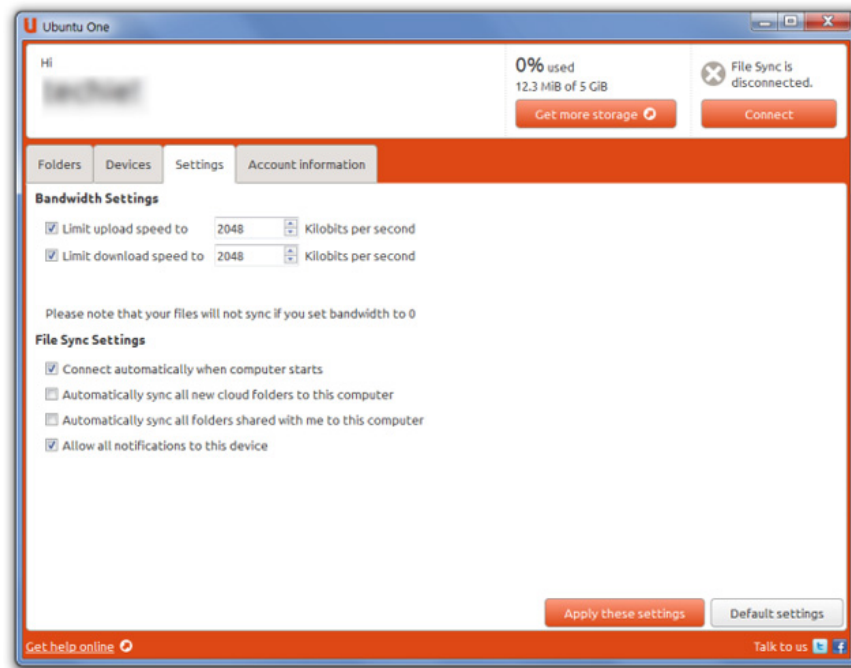 Ubuntu One
Hi
0% used
12.3 MiB of 5 GiB
Get more storage
File Sync is
disconnected.
Connect
Folders Devices Settings Account information
Bandwidth Settings
Limit upload speed to 2048 Kilobits per second
Limit download speed to 2048 Kilobits per second
Please note that your files will not sync if you set bandwidth to 0
File Sync Settings
Connect automatically when computer starts
Automatically sync all new cloud folders to this computer
Automatically sync all folders shared with me to this computer
Allow all notifications to this device
Apply these settings Default settings
Get help online Talk to us